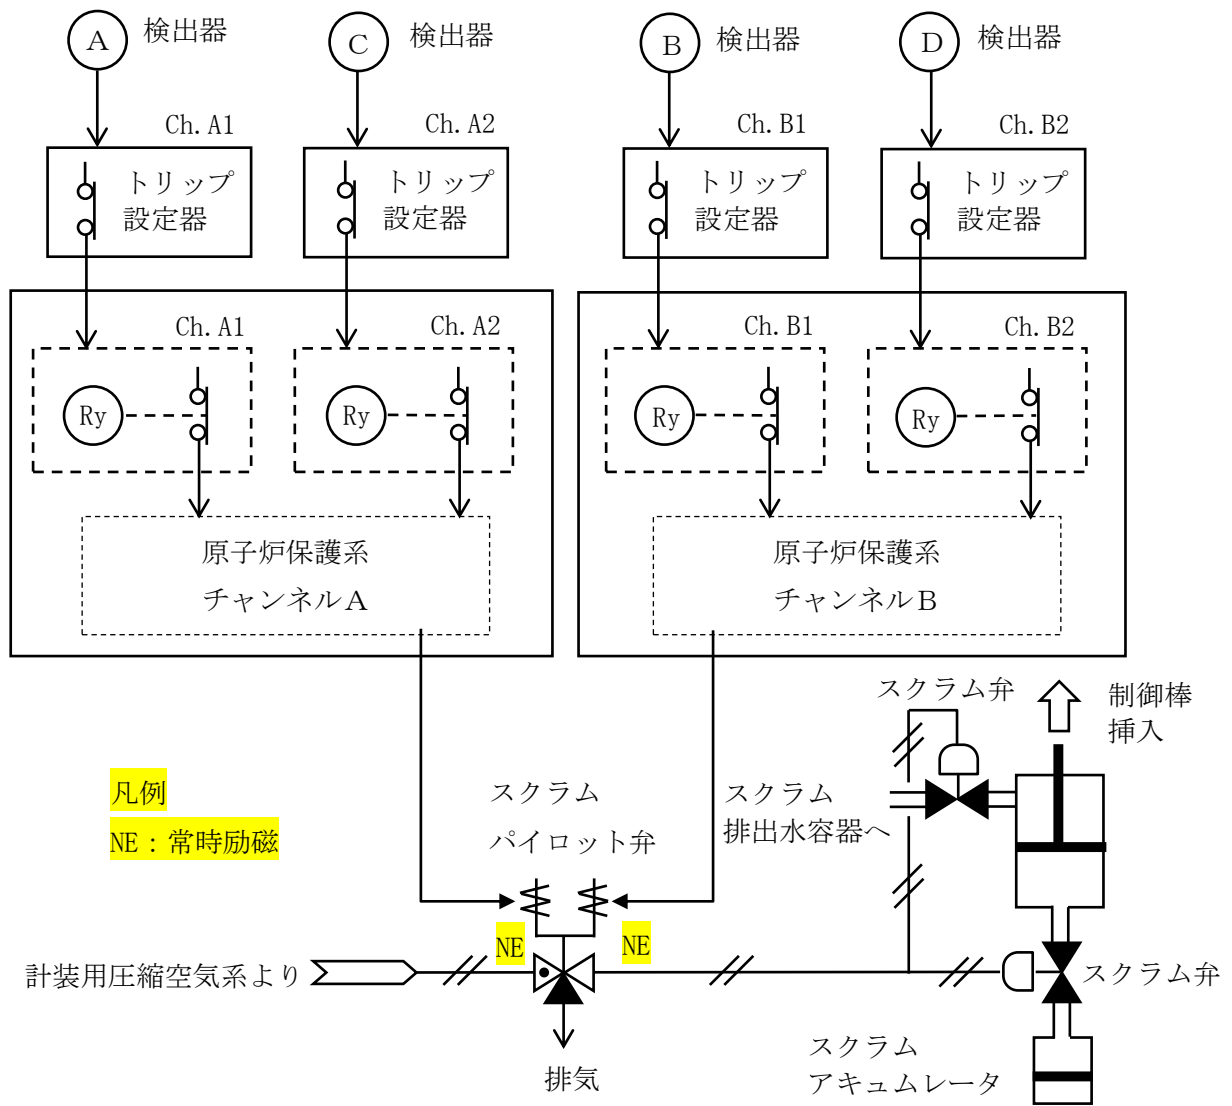 A
検出器
C
検出器
B
検出器
D
検出器
Ch. A1
Ch. A2
Ch. B1
Ch. B2
トリップ
設定器
トリップ
設定器
トリップ
設定器
トリップ
設定器
Ch. A1
Ch. A2
Ch. B1
Ch. B2
Ry
Ry
Ry
Ry
原子炉保護系
チャンネルA
原子炉保護系
チャンネルB
スクラム弁
制御棒
挿入
凡例
NE：常時励磁
スクラム
パイロット弁
スクラム
排出水容器へ
NE
NE
計装用圧縮空気系より
スクラム弁
排気
スクラム
アキュムレータ